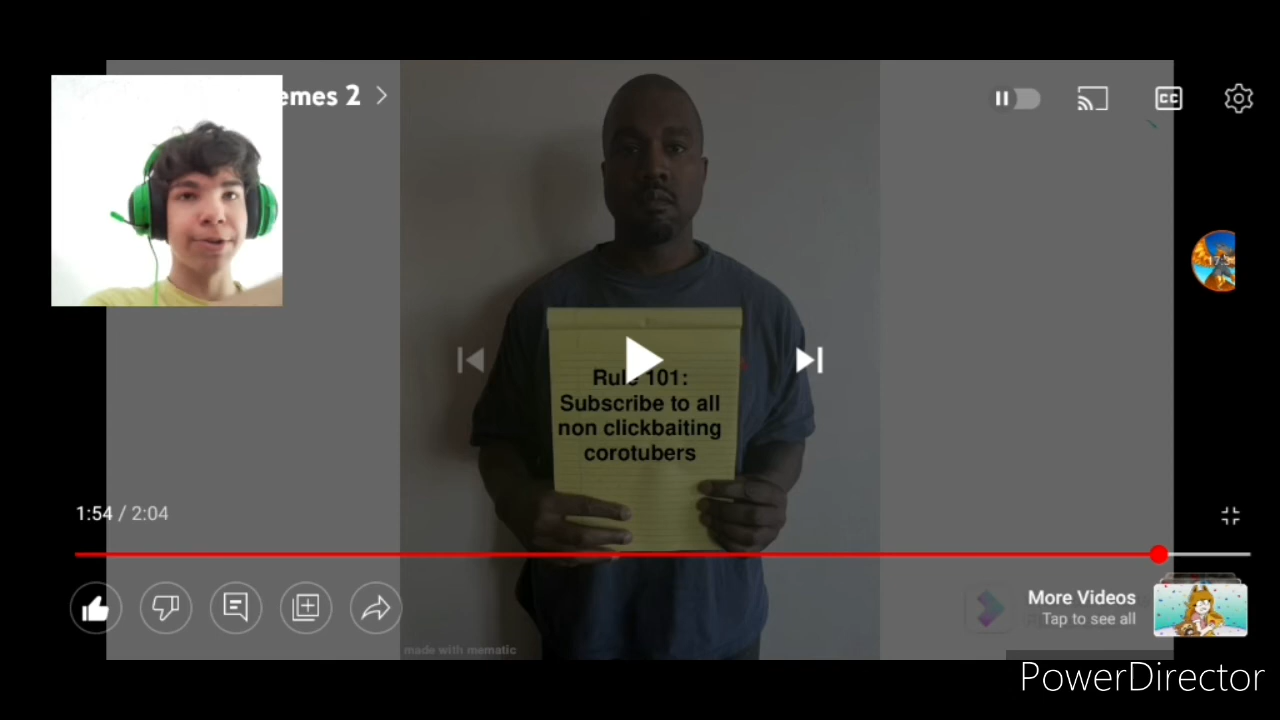 emes 2
CC
Rule 101:
Subscribe to all
non clickbaiting
corotubers
1:54 / 2:04
More Videos
Tap to see all
made with mematic
PowerDirector